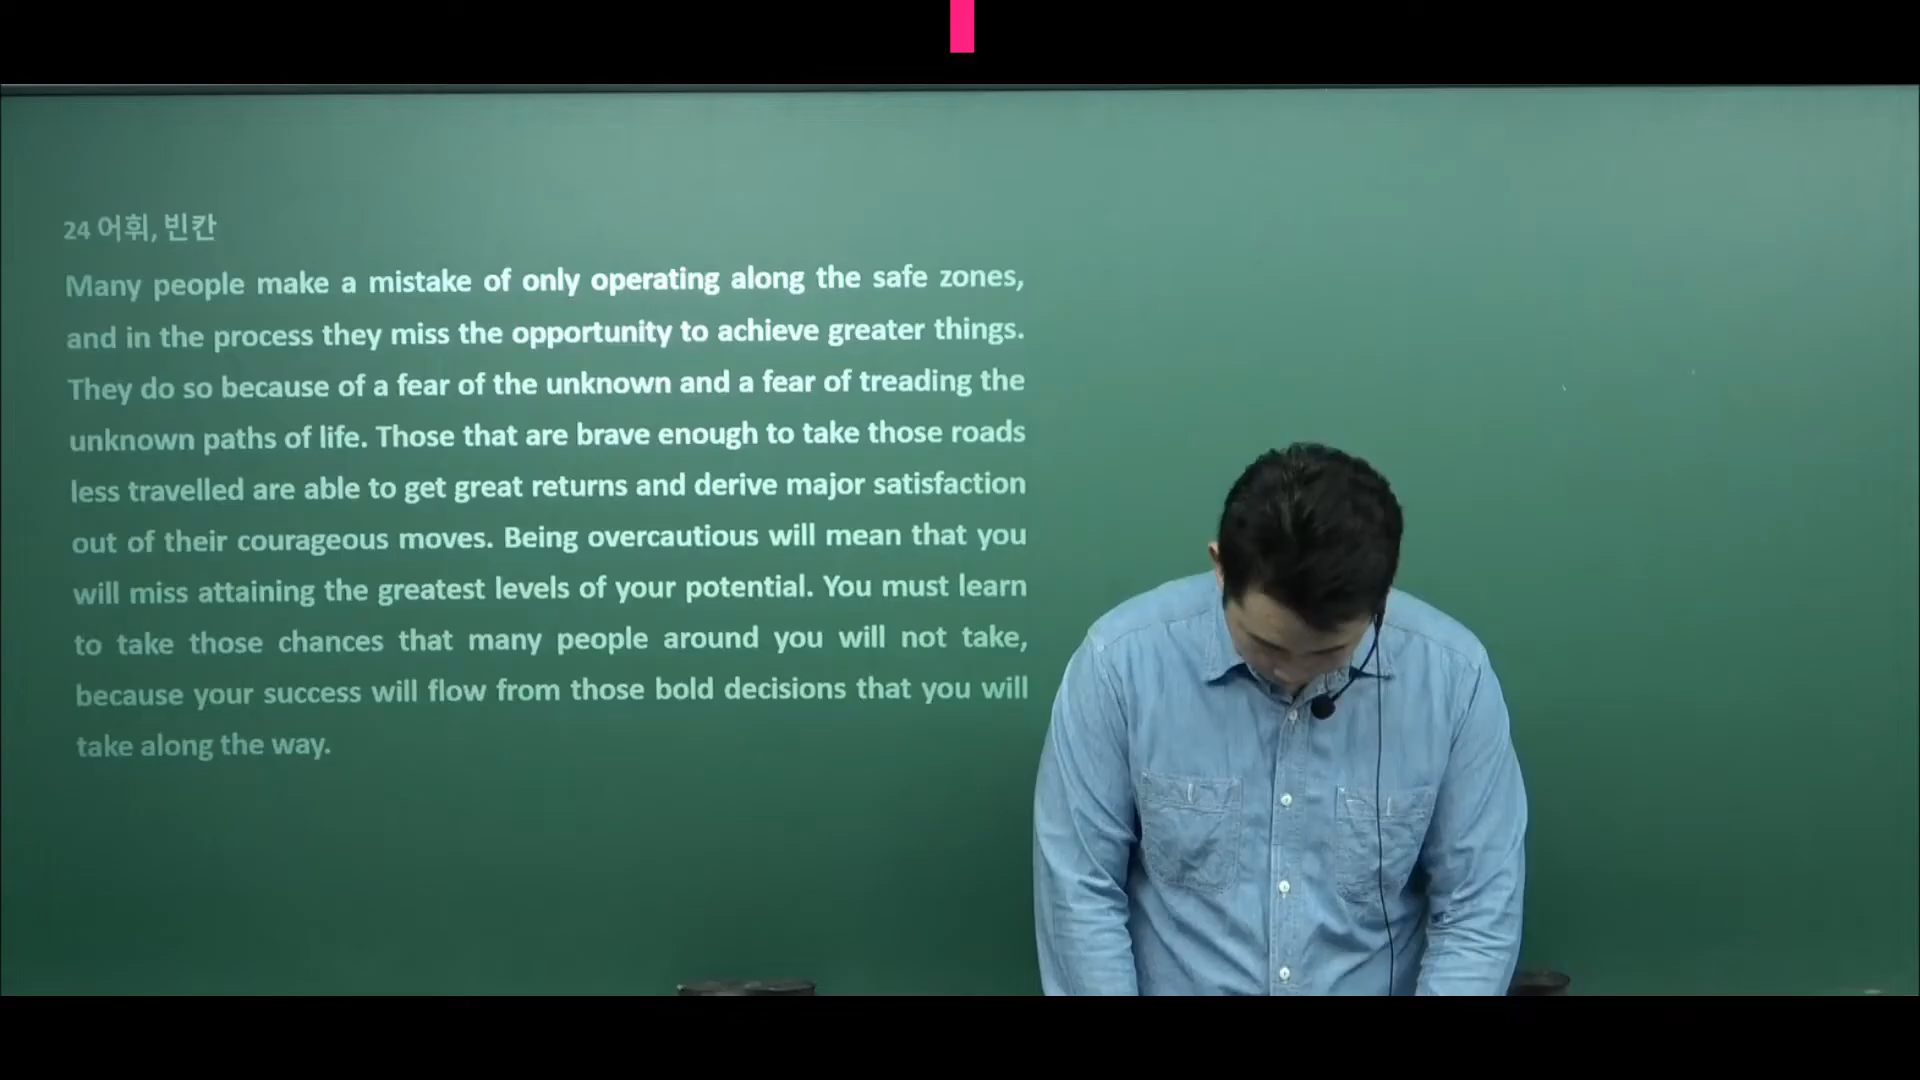 24 어휘, 빈칸
Many people make a mistake of only operating along the safe zones,
and in the process they miss the opportunity to achieve greater things.
They do so because of a fear of the unknown and a fear of treading the
unknown paths of life. Those that are brave enough to take those roads
less travelled are able to get great returns and derive major satisfaction
out of their courageous moves. Being overcautious will mean that you
will miss attaining the greatest levels of your potential. You must learn
to take those chances that many people around you will not take,
because your success will flow from those bold decisions that you will
take along the way.